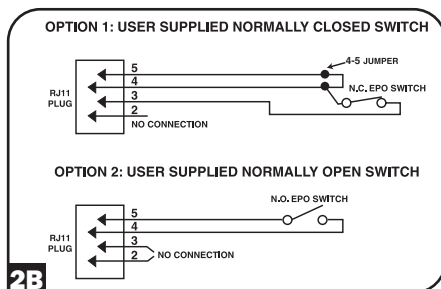 OPTION 1: USER SUPPLIED NORMALLY CLOSED SWITCH
4-5 JUMPER
5
4
N.C. EPO SWITCH
RJ11
PLUG
3
2
NO CONNECTION
OPTION 2: USER SUPPLIED NORMALLY OPEN SWITCH
N.O. EPO SWITCH
5
4
RJ11
PLUG
3
NO CONNECTION
2
2B